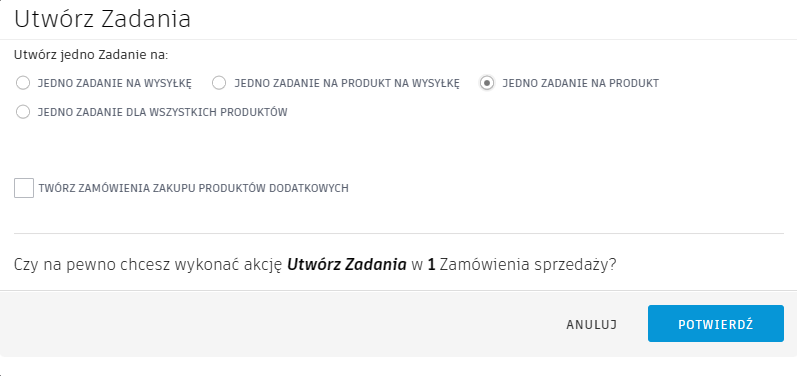 Utwórz Zadania
Utwórz jedno Zadanie na:
JEDNO ZADANIE NA WYSYŁKĘ JEDNO ZADANIE NA PRODUKT NA WYSYŁKĘ JEDNO ZADANIE NA PRODUKT
JEDNO ZADANIE DLA WSZYSTKICH PRODUKTÓW
TWÓRZ ZAMÓWIENIA ZAKUPU PRODUKTÓW DODATKOWYCH
Czy na pewno chcesz wykonać akcję Utwórz Zadania w 1 Zamówienia sprzedaży?
ANULUJ POTWIERDŹ